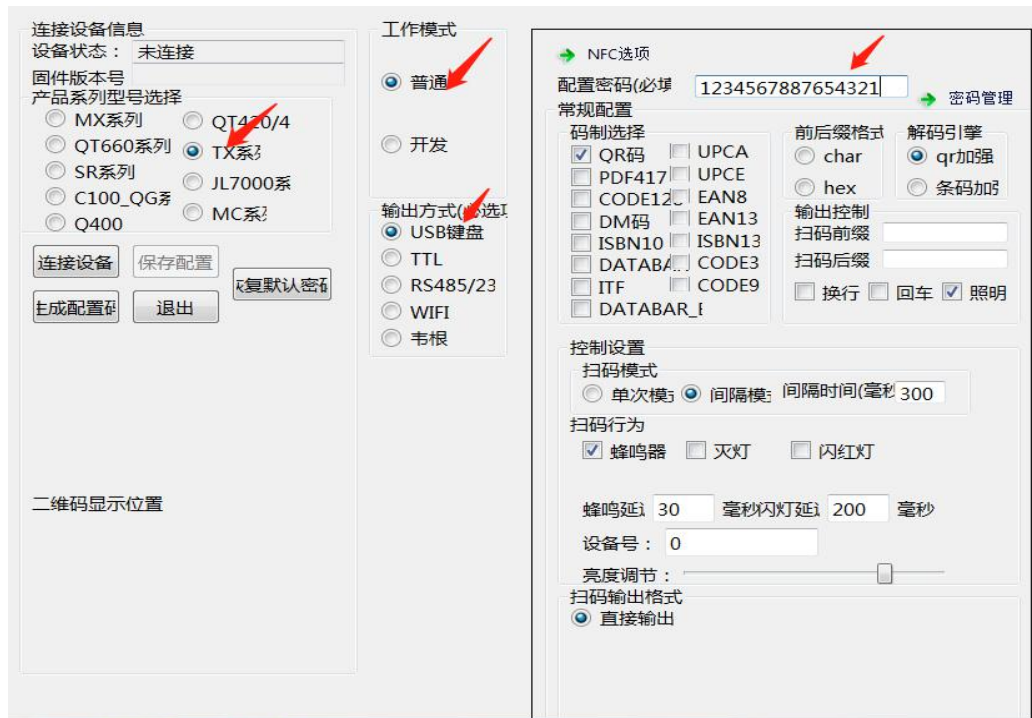 连接设备信息
设备状态： 未连接
固件版本号
产品系列型号选择
MX系列
QT420/4
QT660系列
TX系列
SR系列
JL7000系
C100_QG系
MC系列
Q400
连接设备
保存配置
恢复默认密码
生成配置码
退出
二维码显示位置
工作模式
普通
开发
输出方式(必选项
USB键盘
TTL
RS485/23
WIFI
韦根
NFC选项
配置密码(必填 1234567887654321
密码管理
常规配置
码制选择
QR码
UPCA
PDF417
UPCE
CODE128
EAN8
DM码
EAN13
ISBN10
ISBN13
DATABAR
CODE3
ITF
CODE9
DATABAR_E
前后缀格式
char
hex
解码引擎
qr加强
条码加强
输出控制
扫码前缀
扫码后缀
换行 回车 照明
控制设置
扫码模式
单次模式 间隔模式 间隔时间(毫秒 300
扫码行为
蜂鸣器 灭灯 闪红灯
蜂鸣延迟 30 毫秒闪灯延迟 200 毫秒
设备号： 0
亮度调节：
扫码输出格式
直接输出